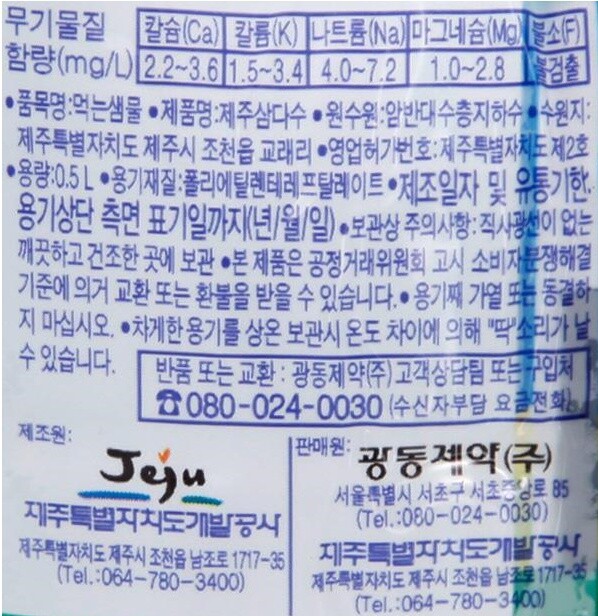 무기물질 칼슘(Ca) 칼륨(K) 나트륨(Na) 마그네슘(Mg) 불소(F)
함량(mg/L) 2.2~3.6 1.5~3.4 4.0~7.2 1.0~2.8 불검출
•품목명:먹는샘물 •제품명:제주삼다수 •원수원:암반대수층지하수 •수원지:
제주특별자치도 제주시 조천읍 교래리 •영업허가번호:제주특별자치도 제2호
•용량:0.5L •용기재질:폴리에틸렌테레프탈레이트 •제조일자 및 유통기한:
용기상단 측면 표기일까지(년/월/일) •보관상 주의사항:직사광선이 없는
깨끗하고 건조한 곳에 보관 •본 제품은 공정거래위원회 고시 소비자분쟁해결
기준에 의거 교환 또는 환불을 받을 수 있습니다. •용기째 가열 또는 동결하
지 마십시오. •차게한 용기를 상온 보관시 온도 차이에 의해 "딱"소리가 날
수 있습니다.
반품 또는 교환 : 광동제약(주) 고객상담팀 또는 구입처
☎080-024-0030 (수신자부담 요금전화)
제조원:
Jeju
제주특별자치도개발공사
제주특별자치도 제주시 조천읍 남조로 1717-35
(Tel.:064-780-3400)
판매원: 광동제약(주)
서울특별시 서초구 서초중앙로 85
(Tel.:080-024-0030)
제주특별자치도개발공사
제주특별자치도 제주시 조천읍 남조로 1717-35
(Tel.:064-780-3400)